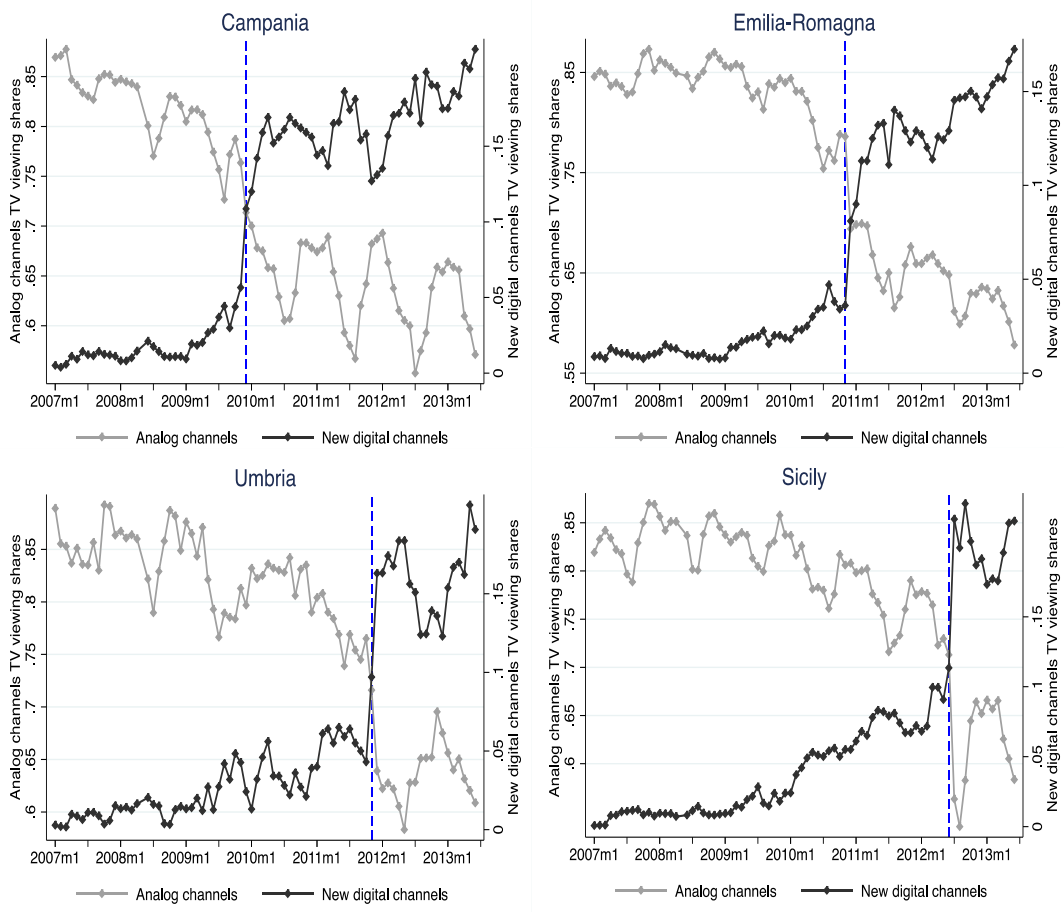 Campania
Analog channels TV viewing shares
.85
.8
.75
.7
.65
.6
New digital channels TV viewing shares
.15
.1
.05
0
2007m1 2008m1 2009m1 2010m1 2011m1 2012m1 2013m1
Analog channels New digital channels
Emilia-Romagna
Analog channels TV viewing shares
.85
.75
.65
.55
New digital channels TV viewing shares
.15
.1
.05
0
2007m1 2008m1 2009m1 2010m1 2011m1 2012m1 2013m1
Analog channels New digital channels
Umbria
Analog channels TV viewing shares
.85
.8
.75
.7
.65
.6
New digital channels TV viewing shares
.15
.1
.05
0
2007m1 2008m1 2009m1 2010m1 2011m1 2012m1 2013m1
Analog channels New digital channels
Sicily
Analog channels TV viewing shares
.85
.8
.75
.7
.65
.6
New digital channels TV viewing shares
.15
.1
.05
0
2007m1 2008m1 2009m1 2010m1 2011m1 2012m1 2013m1
Analog channels New digital channels